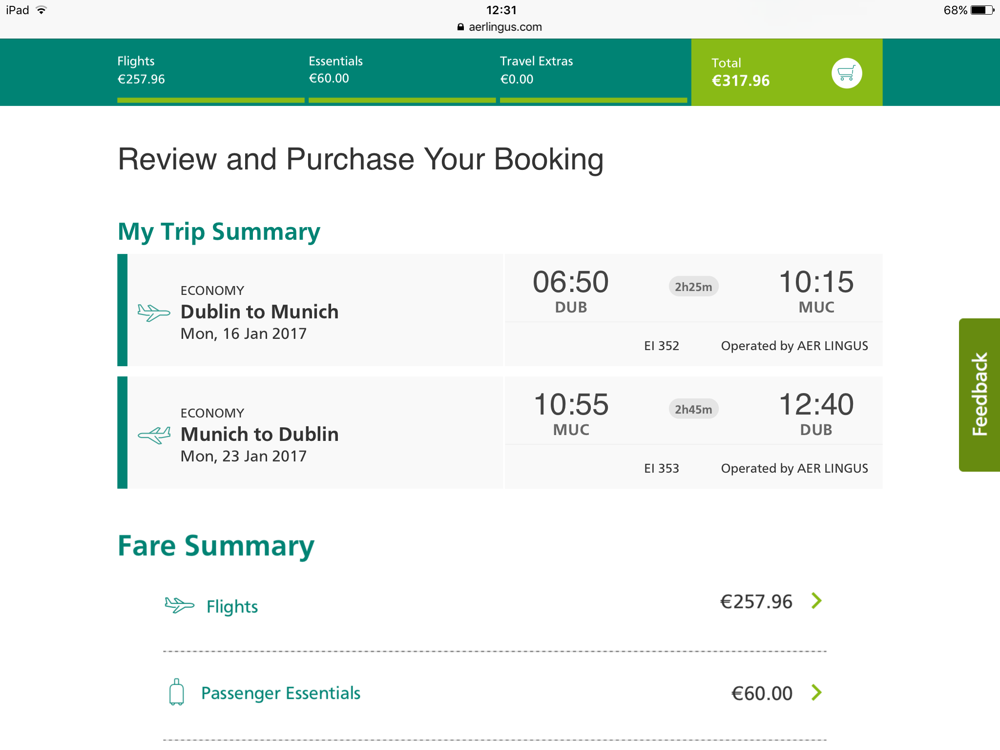 iPad
12:31
68%
aerlingus.com
Flights
€257.96
Essentials
€60.00
Travel Extras
€0.00
Total
€317.96
Review and Purchase Your Booking
My Trip Summary
ECONOMY
Dublin to Munich
Mon, 16 Jan 2017
06:50
DUB
2h25m
10:15
MUC
EI 352
Operated by AER LINGUS
ECONOMY
Munich to Dublin
Mon, 23 Jan 2017
10:55
MUC
2h45m
12:40
DUB
EI 353
Operated by AER LINGUS
Feedback
Fare Summary
Flights
€257.96
Passenger Essentials
€60.00